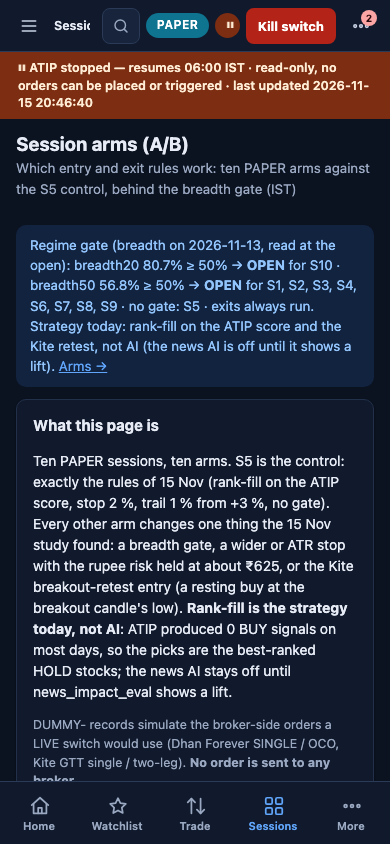 Sessic
PAPER
Kill switch
2
ATIP stopped — resumes 06:00 IST · read-only, no
orders can be placed or triggered · last updated 2026-11-
15 20:46:40
Session arms (A/B)
Which entry and exit rules work: ten PAPER arms against
the S5 control, behind the breadth gate (IST)
Regime gate (breadth on 2026-11-13, read at the
open): breadth20 80.7% ≥ 50% → OPEN for S10 ·
breadth50 56.8% ≥ 50% → OPEN for S1, S2, S3, S4,
S6, S7, S8, S9 · no gate: S5 · exits always run.
Strategy today: rank-fill on the ATIP score and the
Kite retest, not AI (the news AI is off until it shows a
lift). Arms →
What this page is
Ten PAPER sessions, ten arms. S5 is the control:
exactly the rules of 15 Nov (rank-fill on the ATIP
score, stop 2 %, trail 1 % from +3 %, no gate).
Every other arm changes one thing the 15 Nov
study found: a breadth gate, a wider or ATR stop
with the rupee risk held at about ₹625, or the Kite
breakout-retest entry (a resting buy at the
breakout candle's low). Rank-fill is the strategy
today, not AI: ATIP produced 0 BUY signals on
most days, so the picks are the best-ranked
HOLD stocks; the news AI stays off until
news_impact_eval shows a lift.
DUMMY- records simulate the broker-side orders a
LIVE switch would use (Dhan Forever SINGLE / OCO,
Kite GTT single / two-leg). No order is sent to any
broker
Home
Watchlist
Trade
Sessions
More